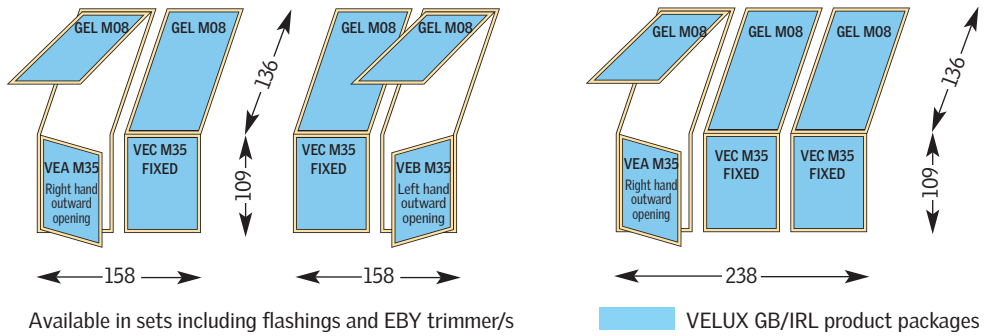 GEL M08
GEL M08
136
VEA M35
Right hand
outward
opening
VEC M35
FIXED
109
158
GEL M08
GEL M08
VEC M35
FIXED
VEB M35
Left hand
outward
opening
158
GEL M08
GEL M08
GEL M08
136
VEA M35
Right hand
outward
opening
VEC M35
FIXED
VEC M35
FIXED
109
238
Available in sets including flashings and EBY trimmer/s
VELUX GB/IRL product packages